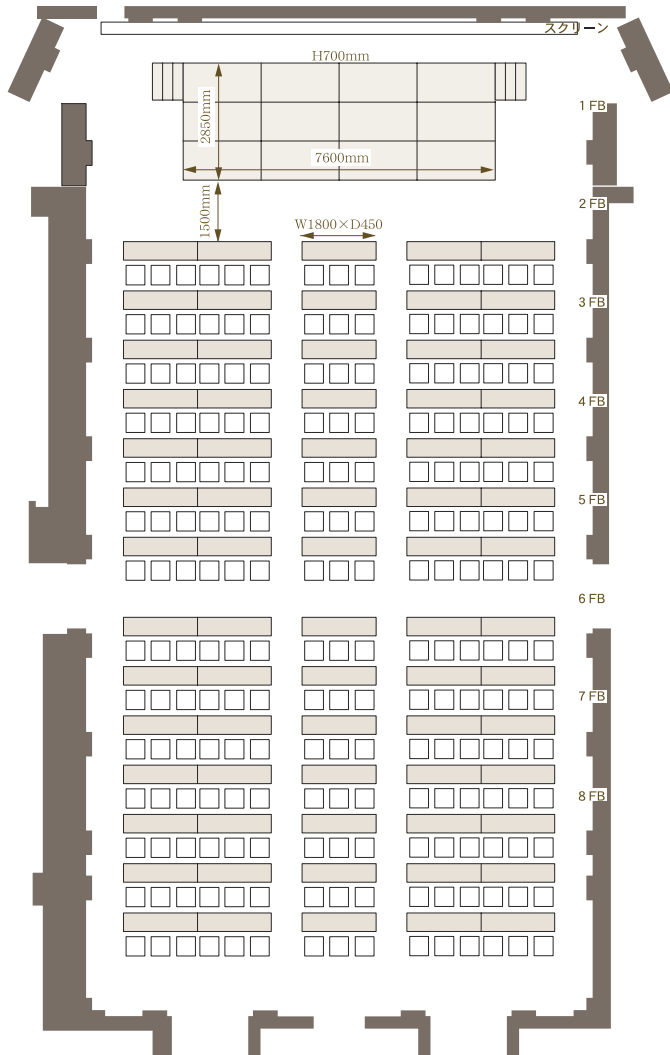 スクリーン
H700mm
1 FB
2850mm
7600mm
2 FB
1500mm
W1800×D450
3 FB
4 FB
5 FB
6 FB
7 FB
8 FB